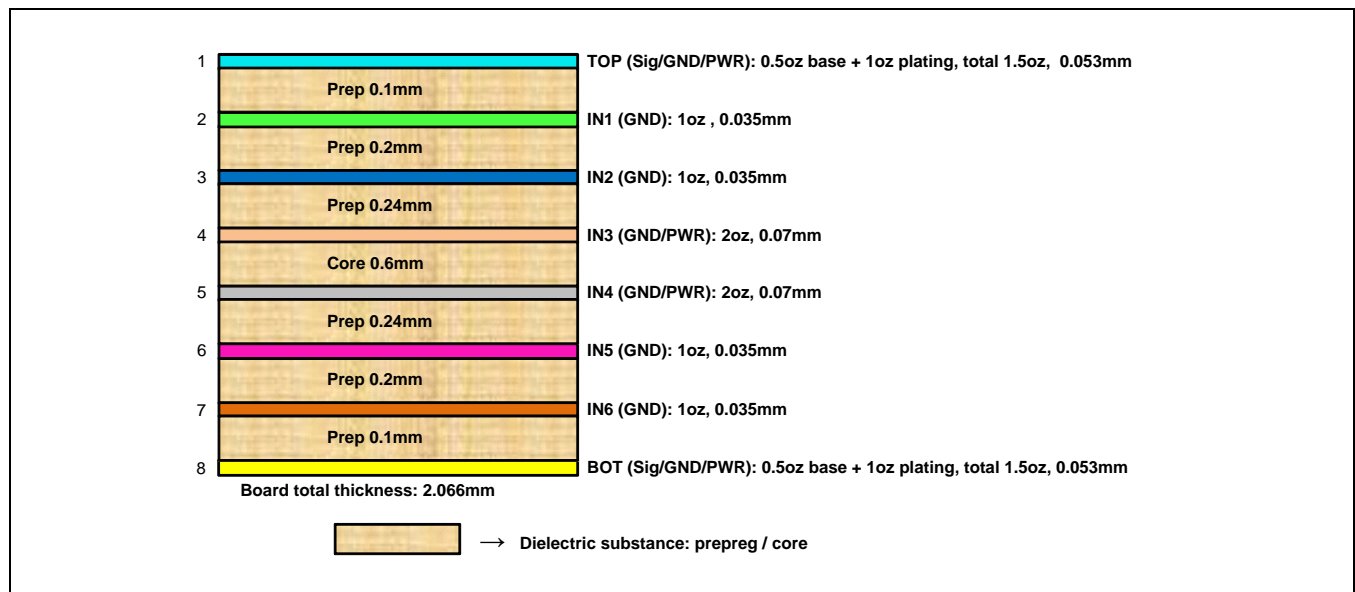 1 TOP (Sig/GND/PWR): 0.5oz base + 1oz plating, total 1.5oz, 0.053mm
Prep 0.1mm
2 IN1 (GND): 1oz , 0.035mm
Prep 0.2mm
3 IN2 (GND): 1oz, 0.035mm
Prep 0.24mm
4 IN3 (GND/PWR): 2oz, 0.07mm
Core 0.6mm
5 IN4 (GND/PWR): 2oz, 0.07mm
Prep 0.24mm
6 IN5 (GND): 1oz, 0.035mm
Prep 0.2mm
7 IN6 (GND): 1oz, 0.035mm
Prep 0.1mm
8 BOT (Sig/GND/PWR): 0.5oz base + 1oz plating, total 1.5oz, 0.053mm
Board total thickness: 2.066mm
→ Dielectric substance: prepreg / core